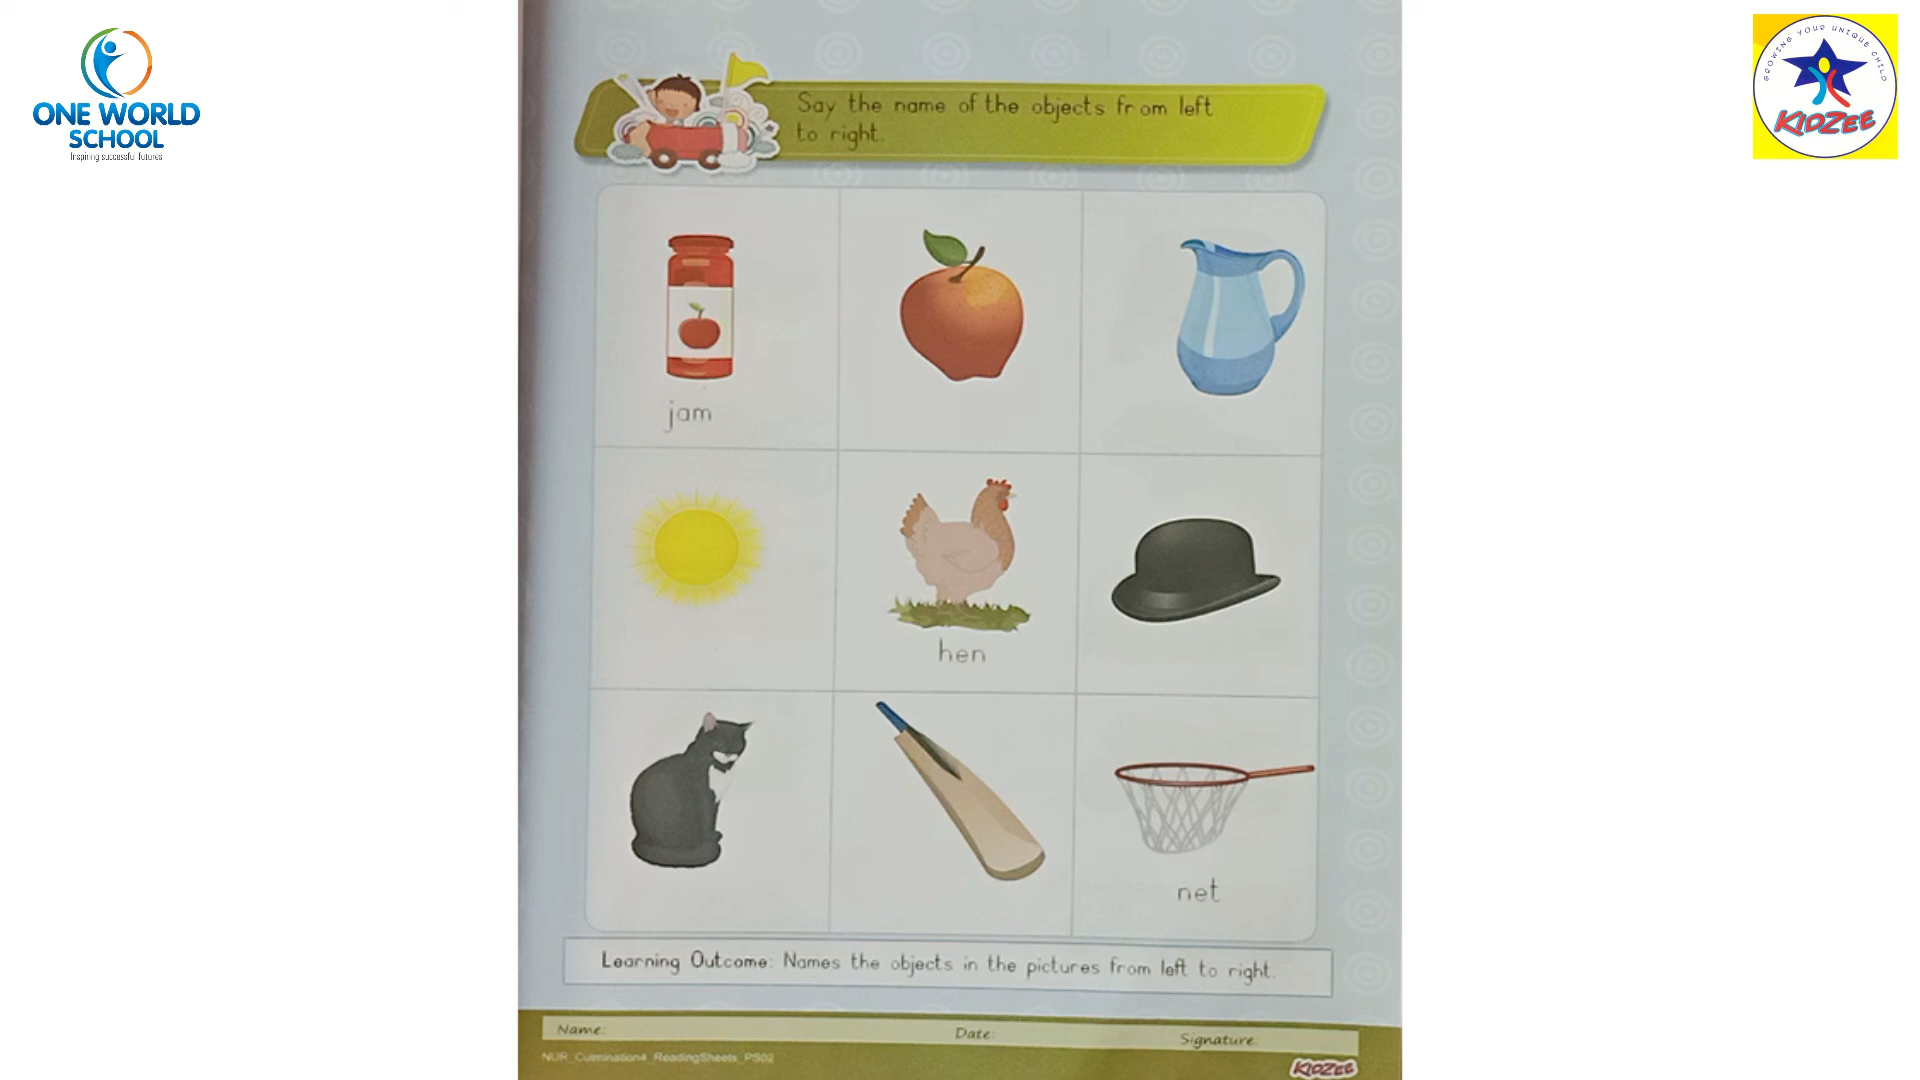 ONE WORLD
SCHOOL
Inspiring successful futures
GROWING YOUR UNIQUE CHILD
KIDZEE
Say the name of the objects fr om left
to right.
jam
hen
net
Learning Outcome: Names the objects in the pictures from left to right.
Name:
Date:
Signature:
NUR_Culmination4_ReadingSheets_PS02
KIDZEE